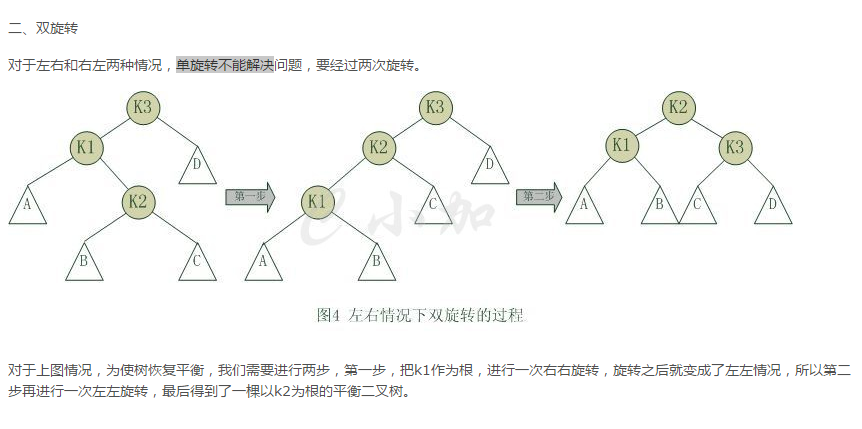 二、双旋转
对于左右和右左两种情况，单旋转不能解决问题，要经过两次旋转。
K3
K1
D
K2
A
B
C
第一步
K3
K2
D
K1
C
A
B
第二步
K2
K1
K3
A
B
C
D
e小加
图4 左右情况下双旋转的过程
对于上图情况，为使树恢复平衡，我们需要进行两步，第一步，把k1作为根，进行一次右右旋转，旋转之后就变成了左左情况，所以第二
步再进行一次左左旋转，最后得到了一棵以k2为根的平衡二叉树。